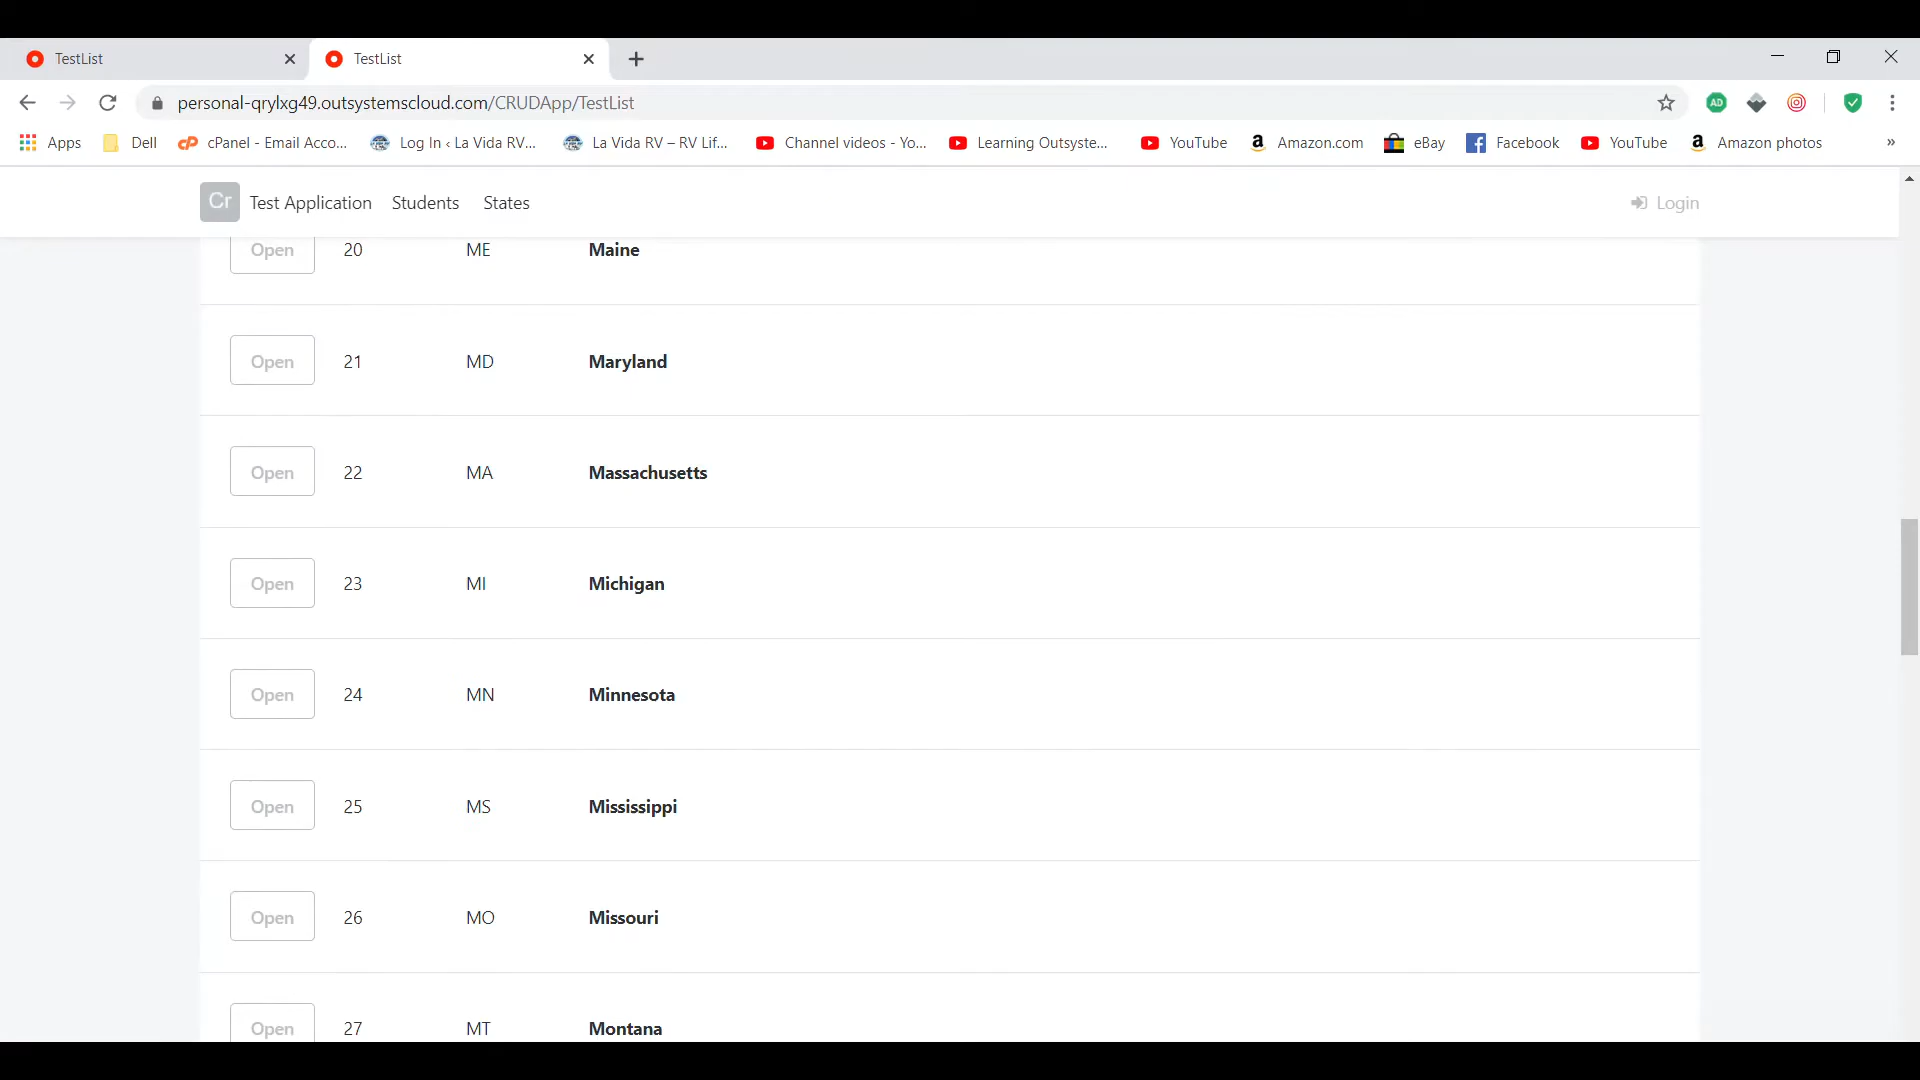 TestList
TestList
personal-qrylxg49.outsystemscloud.com/CRUDApp/TestList
AD
Apps Dell cPanel - Email Acco... Log In ‹ La Vida RV... La Vida RV – RV Lif... Channel videos - Yo... Learning Outsyste... YouTube Amazon.com eBay Facebook YouTube Amazon photos »
Cr Test Application Students States Login
Open 20 ME Maine
Open 21 MD Maryland
Open 22 MA Massachusetts
Open 23 MI Michigan
Open 24 MN Minnesota
Open 25 MS Mississippi
Open 26 MO Missouri
Open 27 MT Montana